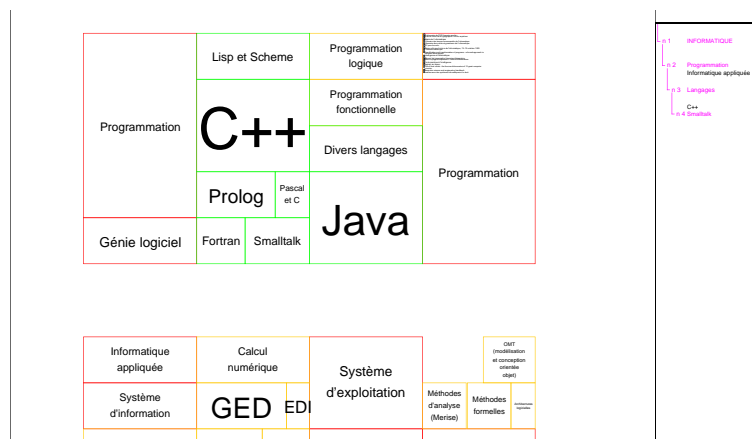 Lisp et Scheme
Programmation
logique
Programmation
C++
Programmation
fonctionnelle
Divers langages
Programmation
Prolog
Pascal
et C
Java
Génie logiciel
Fortran
Smalltalk
Informatique
appliquée
Calcul
numérique
Système
d'exploitation
OMT
(modélisation
et conception
orientée
objet)
Système
d'information
GED
EDI
Méthodes
d'analyse
(Merise)
Méthodes
formelles
n 1 INFORMATIQUE
n 2 Programmation
Informatique appliquée
n 3 Langages
C++
n 4 Smalltalk